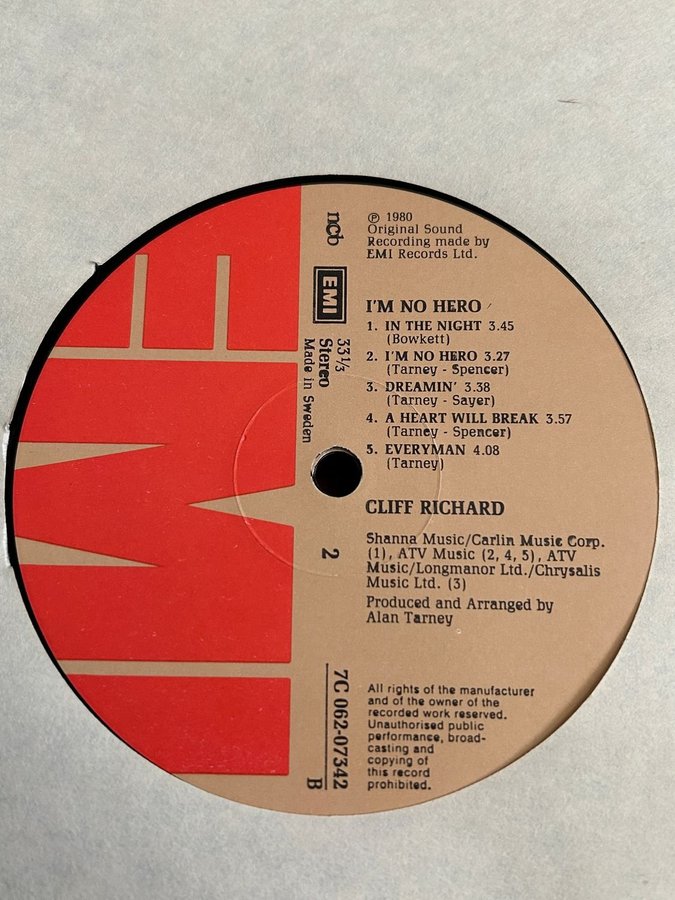 EMI
ncb
EMI
33 1/3
Stereo
Made in Sweden
2
7C 062-07342
B
℗ 1980
Original Sound
Recording made by
EMI Records Ltd.
I'M NO HERO
1. IN THE NIGHT 3.45
(Bowkett)
2. I'M NO HERO 3.27
(Tarney - Spencer)
3. DREAMIN' 3.38
(Tarney - Sayer)
4. A HEART WILL BREAK 3.57
(Tarney - Spencer)
5. EVERYMAN 4.08
(Tarney)
CLIFF RICHARD
Shanna Music/Carlin Music Corp.
(1), ATV Music (2, 4, 5), ATV
Music/Longmanor Ltd./Chrysalis
Music Ltd. (3)
Produced and Arranged by
Alan Tarney
All rights of the manufacturer
and of the owner of the
recorded work reserved.
Unauthorised public
performance, broad-
casting and
copying of
this record
prohibited.